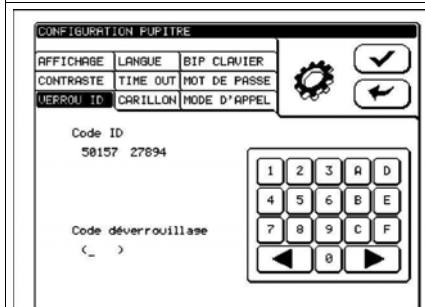 CONFIGURATION PUPITRE
AFFICHAGE LANGUE BIP CLAVIER
CONTRASTE TIME OUT MOT DE PASSE
VERROU ID CARILLON MODE D'APPEL
Code ID
50157 27894
1 2 3 A D
4 5 6 B E
7 8 9 C F
0
Code déverrouillage
(_ )